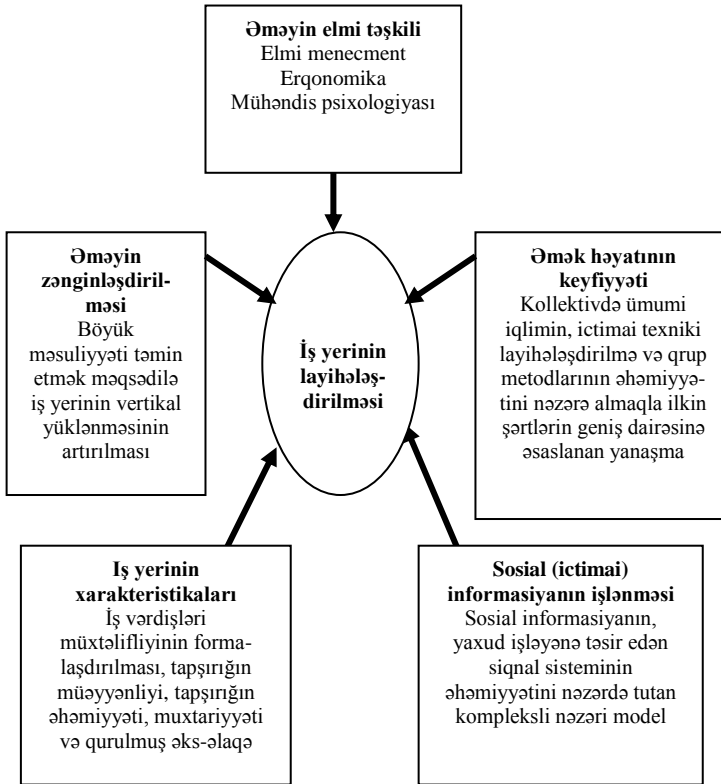 Əməyin elmi təşkili
Elmi menecment
Erqonomika
Mühəndis psixologiyası
Əməyin
zənginləşdiril-
məsi
Böyük
məsuliyyəti təmin
etmək məqsədilə
iş yerinin vertikal
yüklənməsinin
artırılması
İş yerinin
layihələş-
dirilməsi
Əmək həyatının
keyfiyyəti
Kollektivdə ümumi
iqlimin, ictimai texniki
layihələşdirilmə və qrup
metodlarının əhəmiyyə-
tini nəzərə almaqla ilkin
şərtlərin geniş dairəsinə
əsaslanan yanaşma
Iş yerinin
xarakteristikaları
İş vərdişləri
müxtəlifliyinin forma-
laşdırılması, tapşırığın
müəyyənliyi, tapşırığın
əhəmiyyəti, muxtariyyəti
və qurulmuş əks-əlaqə
Sosial (ictimai)
informasiyanın işlənməsi
Sosial informasiyanın,
yaxud işləyənə təsir edən
siqnal sisteminin
əhəmiyyətini nəzərdə tutan
kompleksli nəzəri model